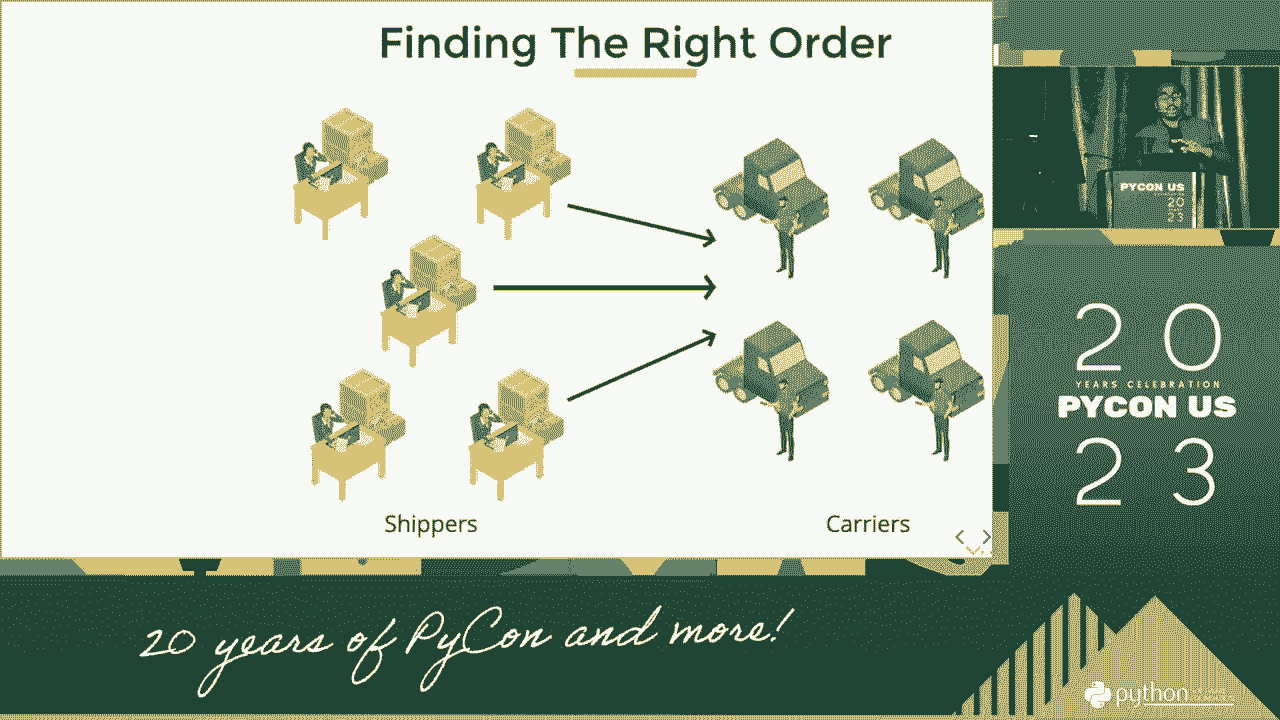 Finding The Right Order
Shippers
Carriers
PYCON US
20
23
20
YEARS CELEBRATION
PYCON US
23
20 years of PyCon and more!
python